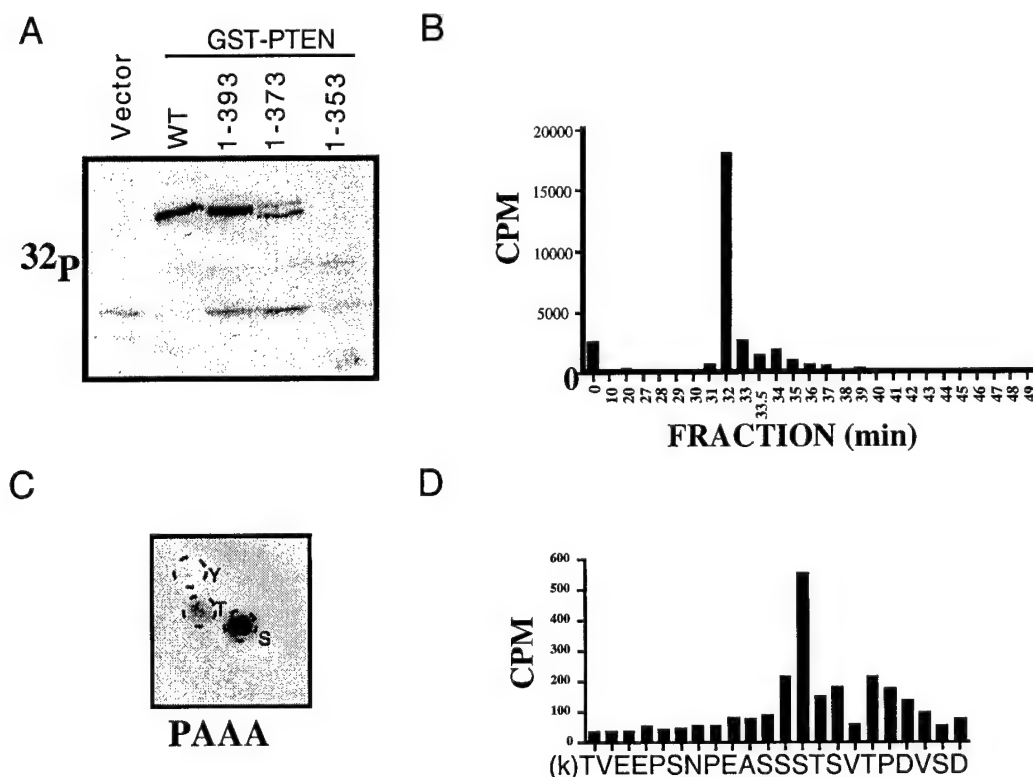 A
GST-PTEN
Vector
WT
1-393
1-373
1-353
32P
B
CPM
20000
15000
10000
5000
0
0 10 20 27 28 29 30 31 32 33 33.5 34 35 36 37 38 39 40 41 42 43 44 45 46 47 48 49
FRACTION (min)
C
Y
T
S
PAAA
D
CPM
600
500
400
300
200
100
0
(k)TVEEPSNPEASSSTSVTPDVSD